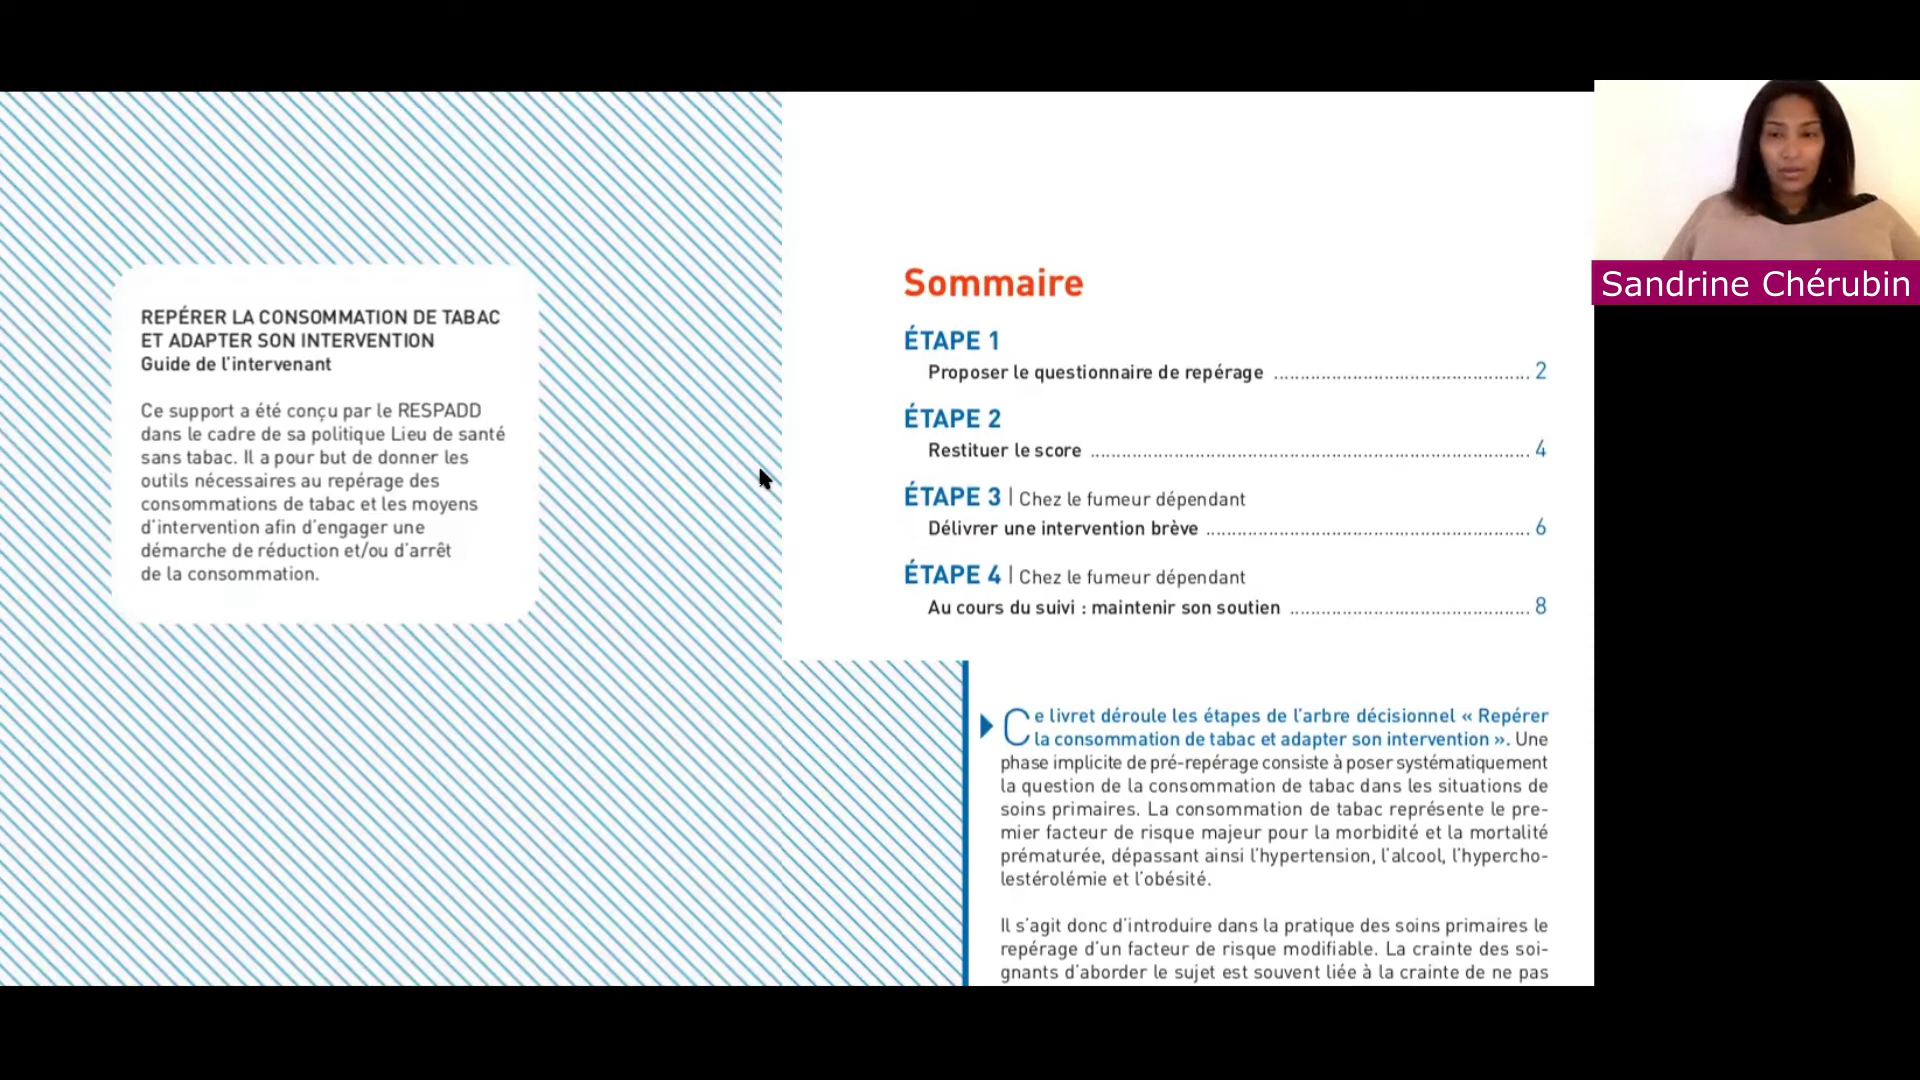 REPÉRER LA CONSOMMATION DE TABAC
ET ADAPTER SON INTERVENTION
Guide de l'intervenant
Ce support a été conçu par le RESPADD
dans le cadre de sa politique Lieu de santé
sans tabac. Il a pour but de donner les
outils nécessaires au repérage des
consommations de tabac et les moyens
d'intervention afin d'engager une
démarche de réduction et/ou d'arrêt
de la consommation.
Sommaire
ÉTAPE 1
Proposer le questionnaire de repérage ................................................ 2
ÉTAPE 2
Restituer le score .................................................................................. 4
ÉTAPE 3 | Chez le fumeur dépendant
Délivrer une intervention brève ............................................................. 6
ÉTAPE 4 | Chez le fumeur dépendant
Au cours du suivi : maintenir son soutien ............................................. 8
Ce livret déroule les étapes de l'arbre décisionnel « Repérer
la consommation de tabac et adapter son intervention ». Une
phase implicite de pré-repérage consiste à poser systématiquement
la question de la consommation de tabac dans les situations de
soins primaires. La consommation de tabac représente le pre-
mier facteur de risque majeur pour la morbidité et la mortalité
prématurée, dépassant ainsi l'hypertension, l'alcool, l'hypercho-
lestérolémie et l'obésité.
Il s'agit donc d'introduire dans la pratique des soins primaires le
repérage d'un facteur de risque modifiable. La crainte des soi-
gnants d'aborder le sujet est souvent liée à la crainte de ne pas
Sandrine Chérubin